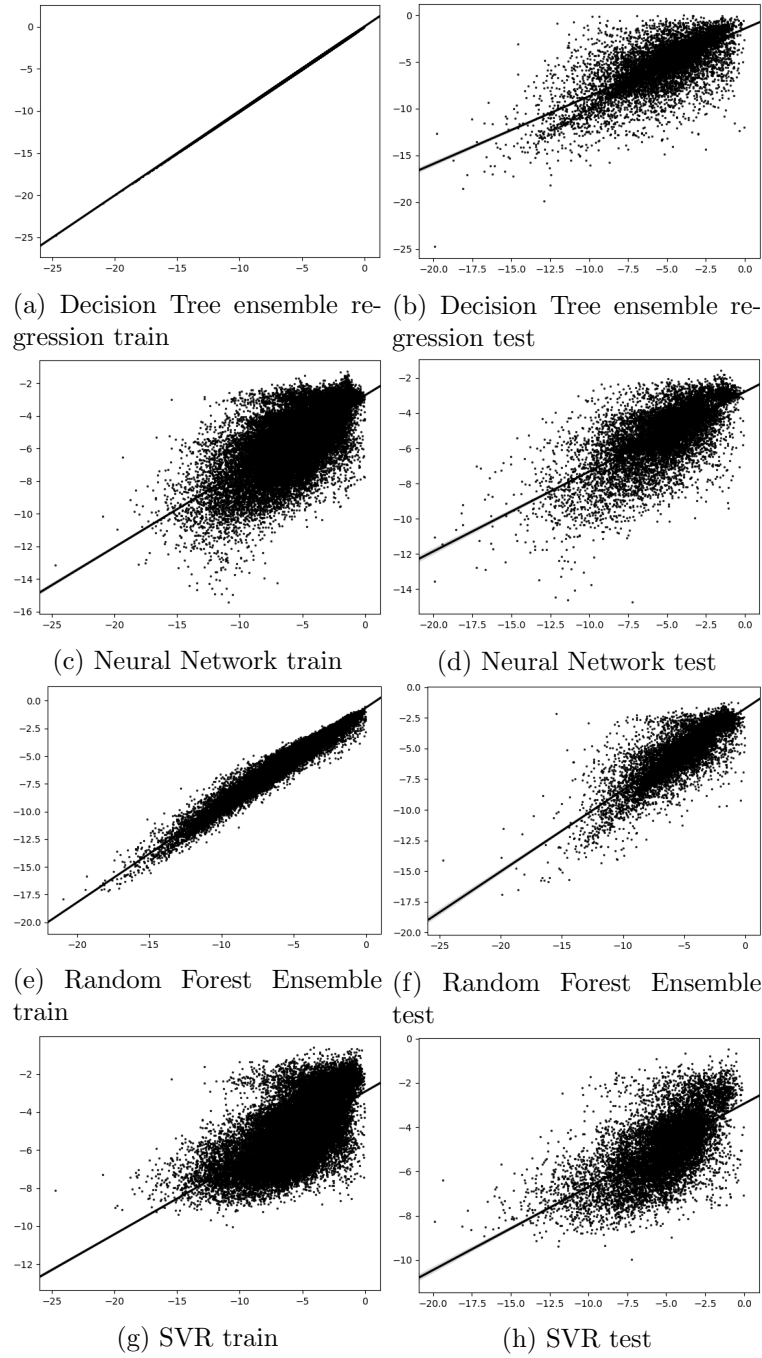 0
−5
−10
−15
−20
−25
−25 −20 −15 −10 −5 0
(a) Decision Tree ensemble re-
gression train
0
−5
−10
−15
−20
−25
−20.0 −17.5 −15.0 −12.5 −10.0 −7.5 −5.0 −2.5 0.0
(b) Decision Tree ensemble re-
gression test
−2
−4
−6
−8
−10
−12
−14
−16
−25 −20 −15 −10 −5 0
(c) Neural Network train
−2
−4
−6
−8
−10
−12
−14
−20.0 −17.5 −15.0 −12.5 −10.0 −7.5 −5.0 −2.5 0.0
(d) Neural Network test
0.0
−2.5
−5.0
−7.5
−10.0
−12.5
−15.0
−17.5
−20.0
−20 −15 −10 −5 0
(e) Random Forest Ensemble
train
0.0
−2.5
−5.0
−7.5
−10.0
−12.5
−15.0
−17.5
−20.0
−25 −20 −15 −10 −5 0
(f) Random Forest Ensemble
test
−2
−4
−6
−8
−10
−12
−25 −20 −15 −10 −5 0
(g) SVR train
0
−2
−4
−6
−8
−10
−20.0 −17.5 −15.0 −12.5 −10.0 −7.5 −5.0 −2.5 0.0
(h) SVR test